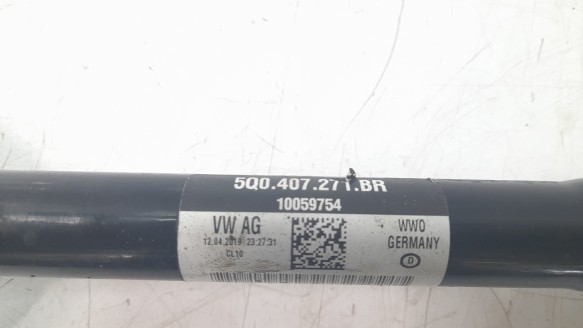 5Q0.407.271.BR
10059754
VW AG
12.04.2019 23:27:31
CL10
WWO
GERMANY
D